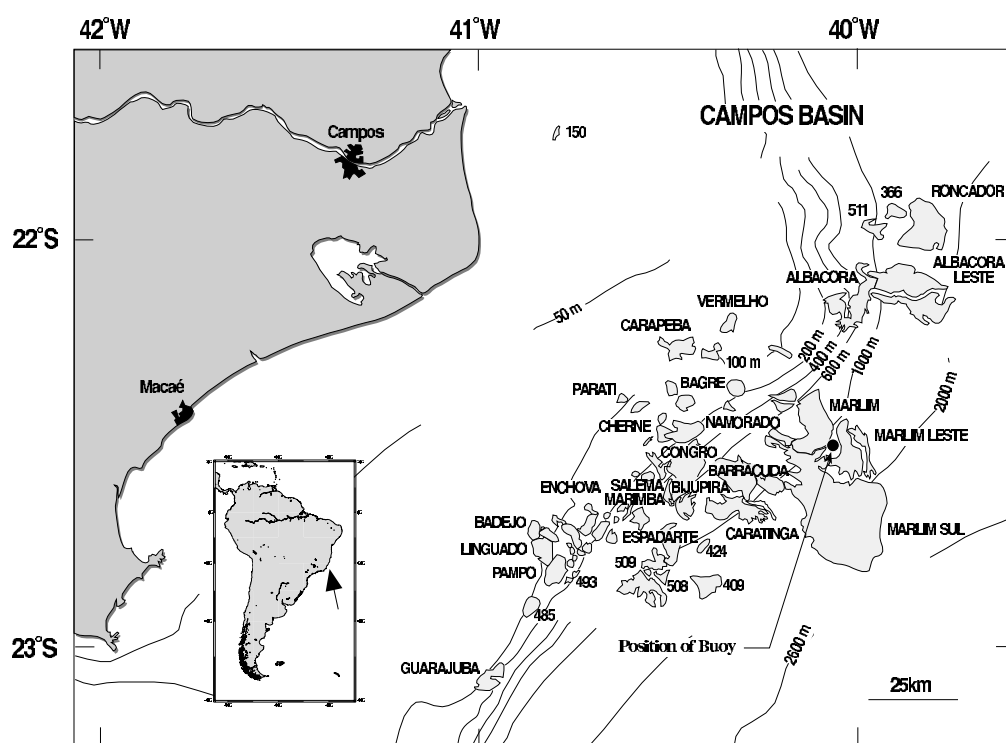 42°W
41°W
40°W
CAMPOS BASIN
Campos
150
366
RONCADOR
511
22°S
ALBACORA
ALBACORA
LESTE
VERMELHO
50 m
CARAPEBA
100 m
200 m
400 m
600 m
1000 m
2000 m
Macaé
PARATI
BAGRE
MARLIM
CHERNE
NAMORADO
MARLIM LESTE
CONGRO
BARRACUDA
ENCHOVA
SALEMA
BIJUPIRA
MARIMBA
BADEJO
ESPADARTE
CARATINGA
MARLIM SUL
LINGUADO
424
509
PAMPO
493
508
409
485
23°S
Position of Buoy
2600 m
GUARAJUBA
25km